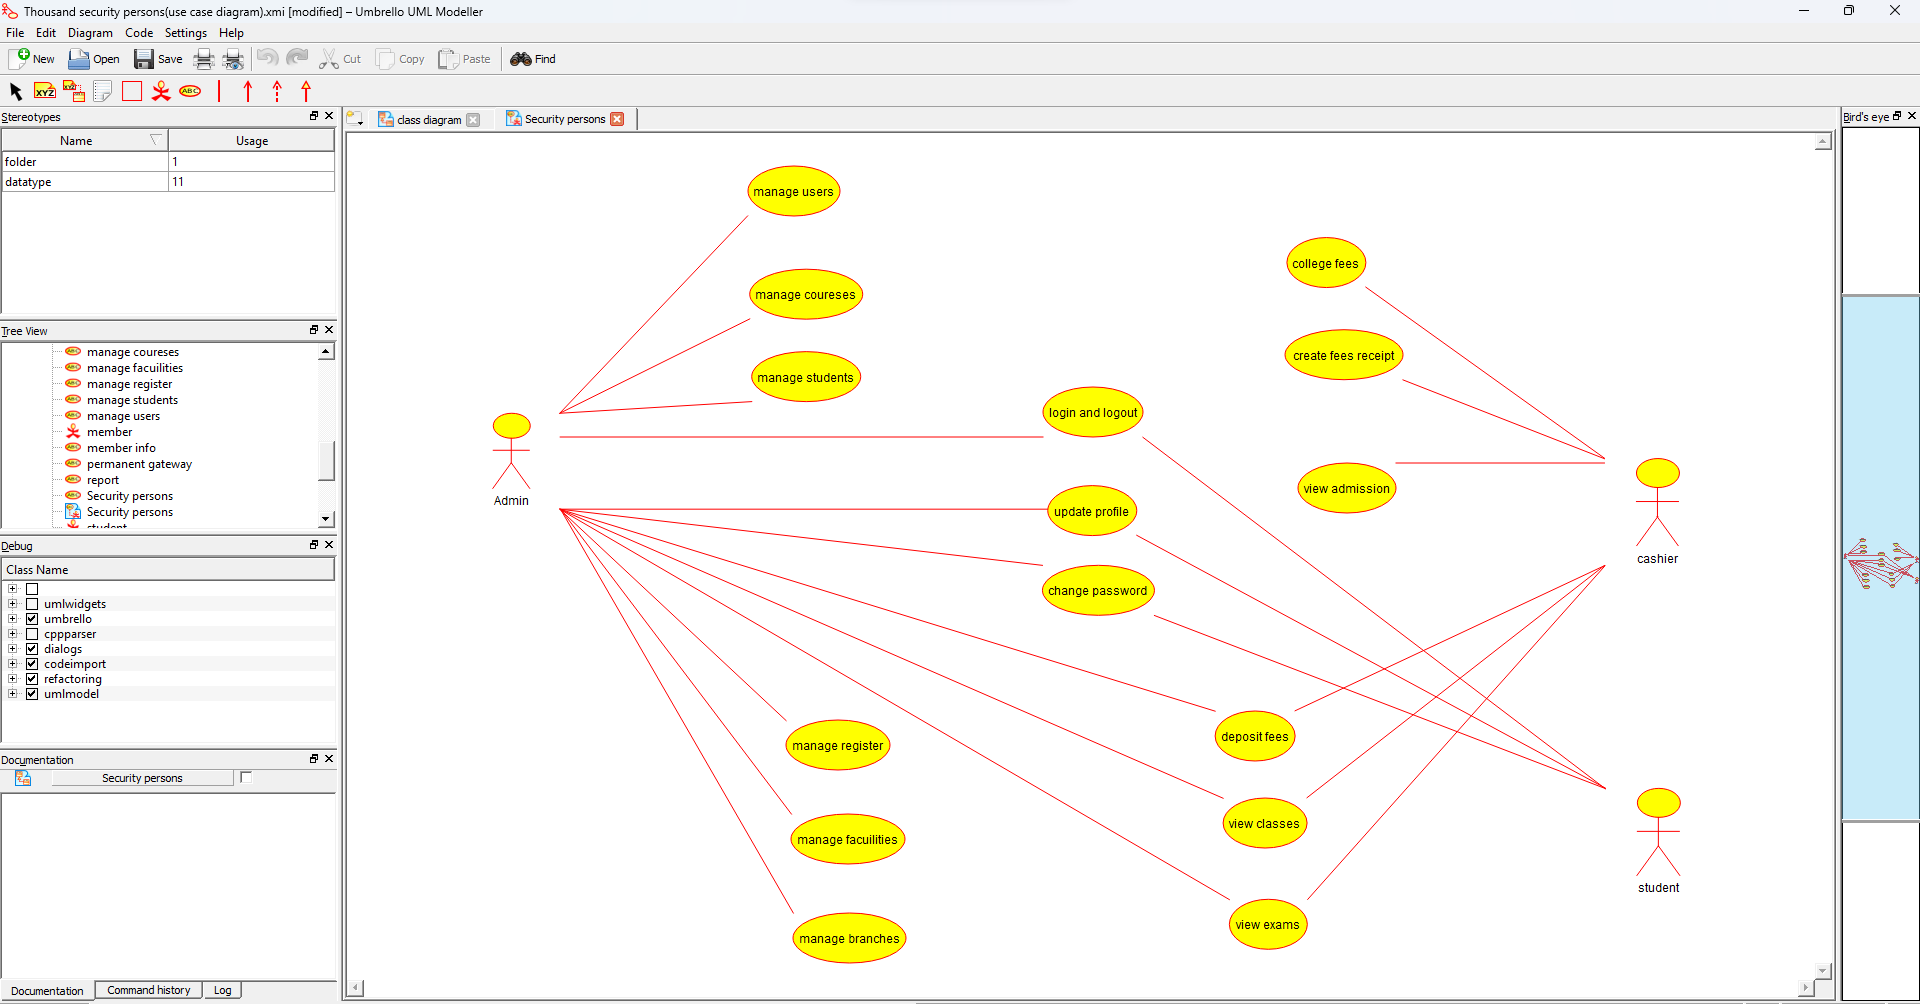 Thousand security persons(use case diagram).xmi [modified] – Umbrello UML Modeller
File Edit Diagram Code Settings Help
New Open Save Cut Copy Paste Find
XYZ XYZ ABC
Stereotypes
Name Usage
folder 1
datatype 11
Tree View
manage coureses
manage facuilities
manage register
manage students
manage users
member
member info
permanent gateway
report
Security persons
Security persons
student
Debug
Class Name
umlwidgets
umbrello
cppparser
dialogs
codeimport
refactoring
umlmodel
Documentation
Security persons
Documentation Command history Log
class diagram Security persons
manage users
manage coureses
manage students
Admin
login and logout
update profile
change password
manage register
manage facuilities
manage branches
college fees
create fees receipt
view admission
cashier
deposit fees
view classes
view exams
student
Bird's eye